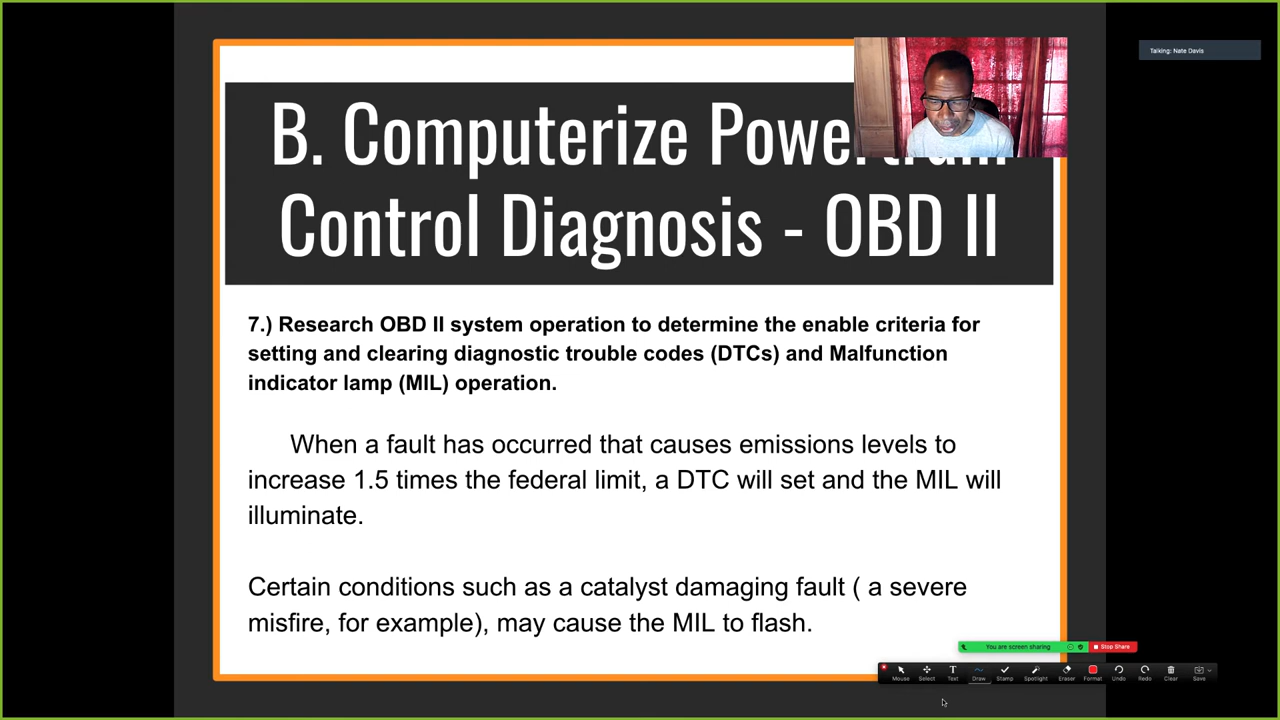 Talking: Nate Davis
B. Computerize Powertrain
Control Diagnosis - OBD II
7.) Research OBD II system operation to determine the enable criteria for
setting and clearing diagnostic trouble codes (DTCs) and Malfunction
indicator lamp (MIL) operation.
When a fault has occurred that causes emissions levels to
increase 1.5 times the federal limit, a DTC will set and the MIL will
illuminate.
Certain conditions such as a catalyst damaging fault ( a severe
misfire, for example), may cause the MIL to flash.
You are screen sharing Stop Share
Mouse Select Text Draw Stamp Spotlight Eraser Format Undo Redo Clear Save